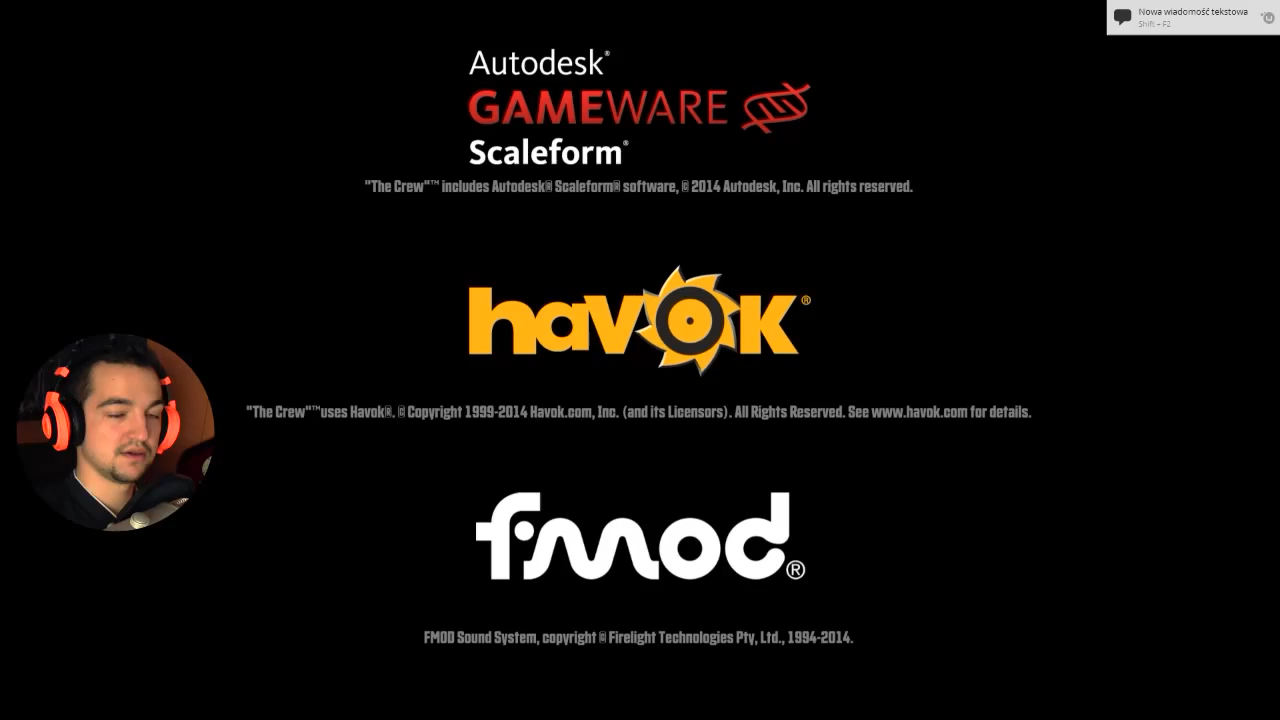 Nowa wiadomość tekstowa
Shift + F2
Autodesk®
GAMEWARE
Scaleform®
"The Crew"™ includes Autodesk® Scaleform® software, © 2014 Autodesk, Inc. All rights reserved.
havok®
"The Crew"™uses Havok®. © Copyright 1999-2014 Havok.com, Inc. (and its Licensors). All Rights Reserved. See www.havok.com for details.
fmod®
FMOD Sound System, copyright © Firelight Technologies Pty, Ltd., 1994-2014.